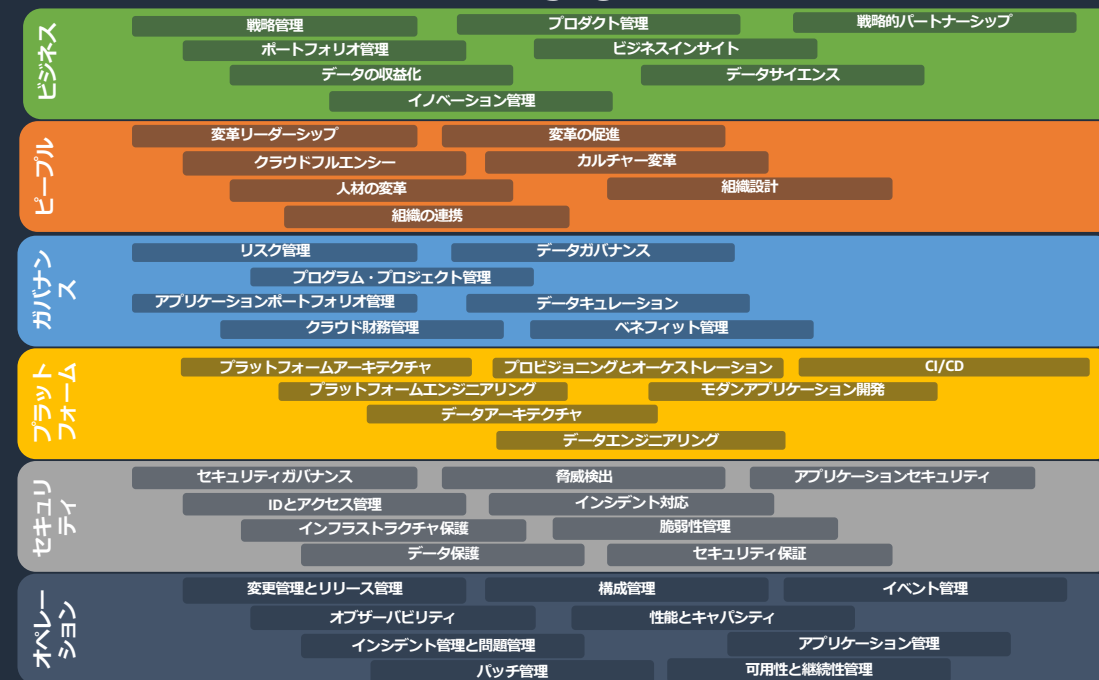 ビジネス
戦略管理
プロダクト管理
戦略的パートナーシップ
ポートフォリオ管理
ビジネスインサイト
データの収益化
データサイエンス
イノベーション管理
ピープル
変革リーダーシップ
変革の促進
クラウドフルエンシー
カルチャー変革
人材の変革
組織設計
組織の連携
ガバナン
ス
リスク管理
データガバナンス
プログラム・プロジェクト管理
アプリケーションポートフォリオ管理
データキュレーション
クラウド財務管理
ベネフィット管理
プラット
フォーム
プラットフォームアーキテクチャ
プロビジョニングとオーケストレーション
CI/CD
プラットフォームエンジニアリング
モダンアプリケーション開発
データアーキテクチャ
データエンジニアリング
セキュリ
ティ
セキュリティガバナンス
脅威検出
アプリケーションセキュリティ
IDとアクセス管理
インシデント対応
インフラストラクチャ保護
脆弱性管理
データ保護
セキュリティ保証
オペレー
ション
変更管理とリリース管理
構成管理
イベント管理
オブザーバビリティ
性能とキャパシティ
インシデント管理と問題管理
アプリケーション管理
パッチ管理
可用性と継続性管理